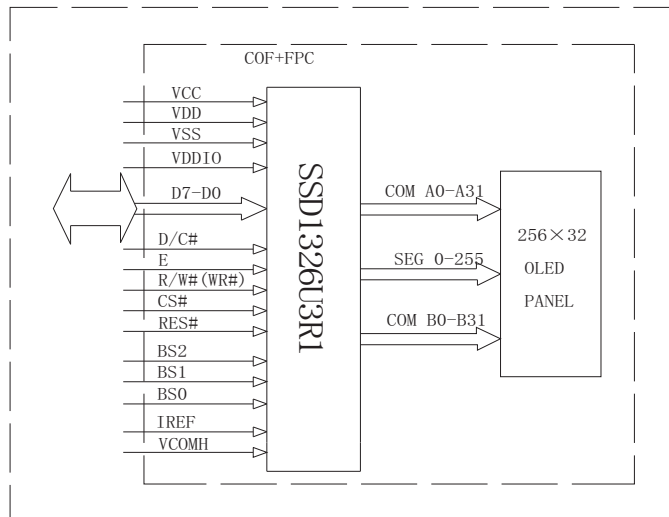 COF+FPC
VCC
VDD
VSS
VDDIO
D7-D0
D/C#
E
R/W#(WR#)
CS#
RES#
BS2
BS1
BS0
IREF
VCOMH
SSD1326U3R1
COM A0-A31
SEG 0-255
COM B0-B31
256×32
OLED
PANEL